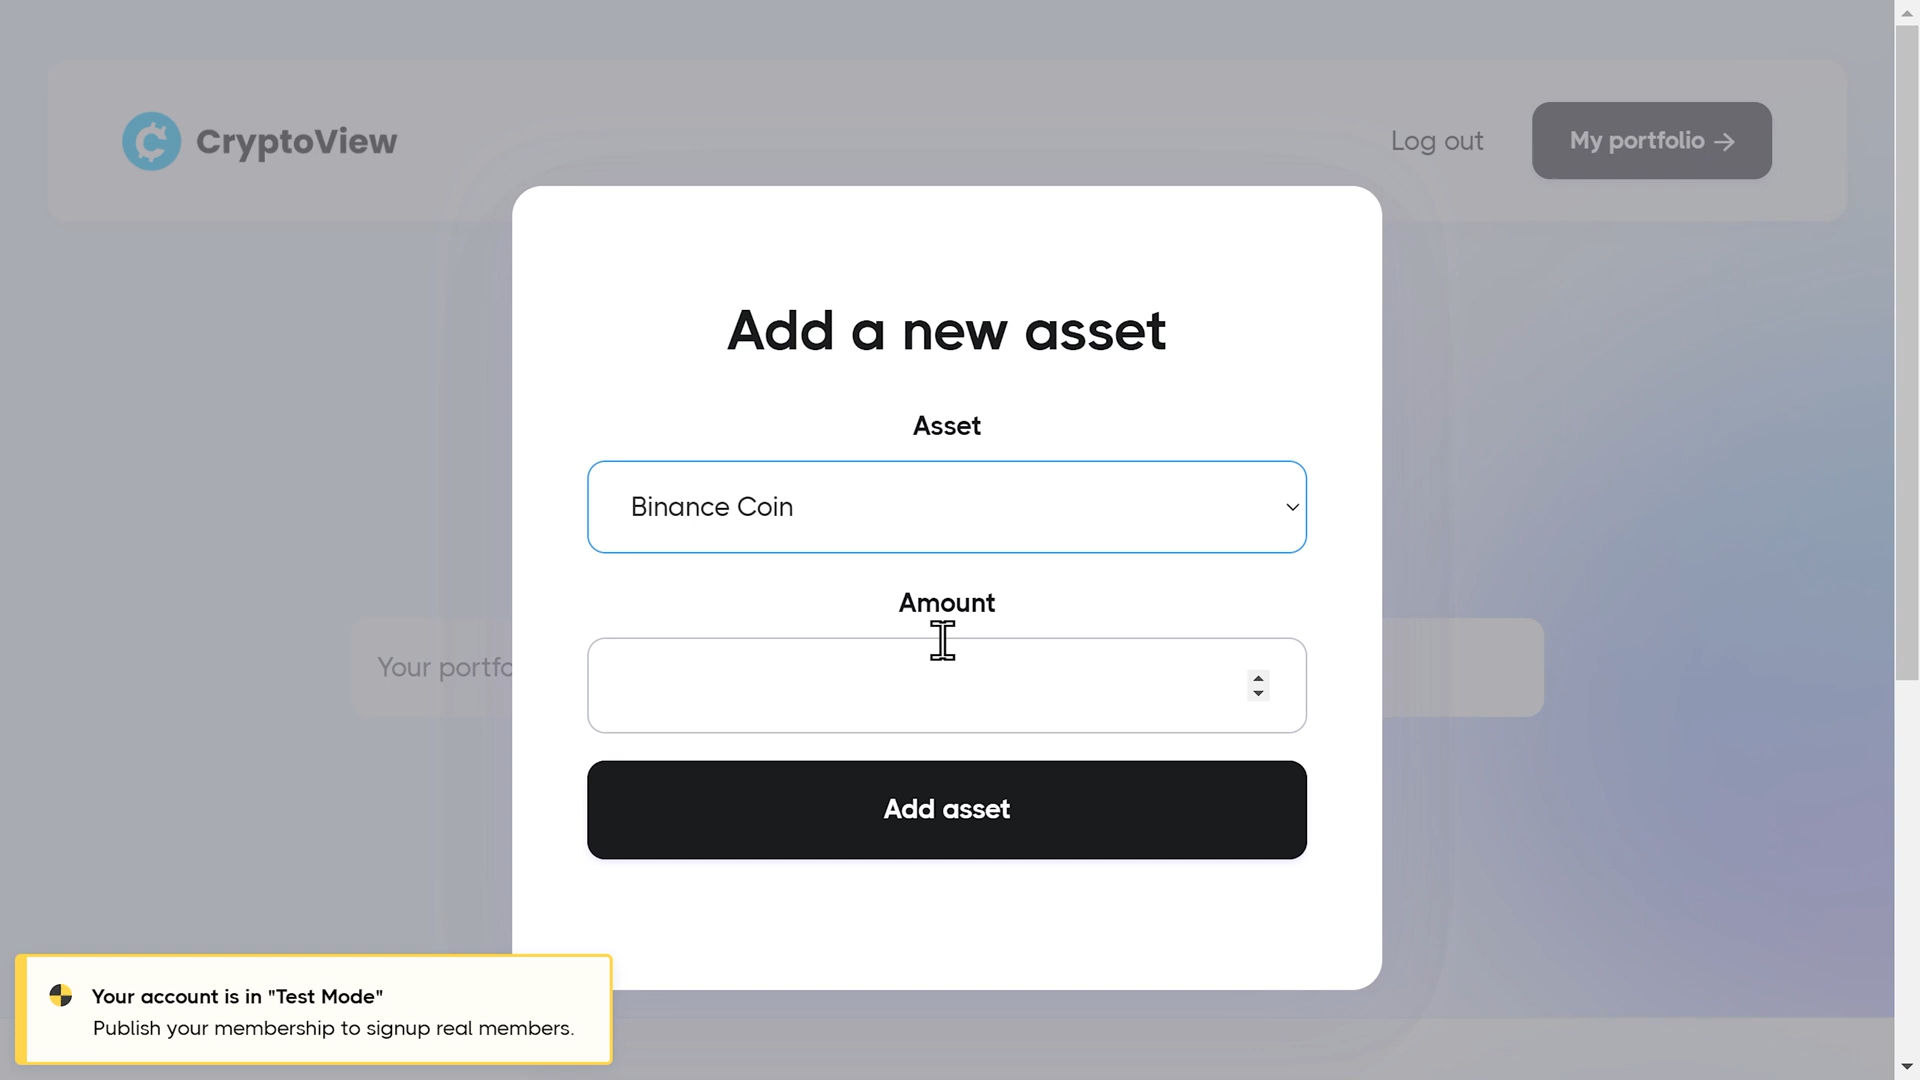 CryptoView
Log out
My portfolio →
Add a new asset
Asset
Binance Coin
Amount
Your portfo
Add asset
Your account is in "Test Mode"
Publish your membership to signup real members.